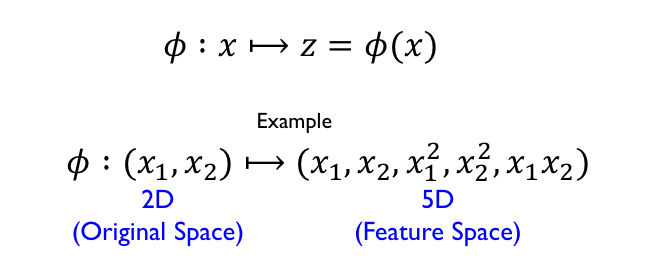 ϕ : x ⟼ z = ϕ(x)
Example
ϕ : (x₁, x₂) ⟼ (x₁, x₂, x₁², x₂², x₁x₂)
2D 5D
(Original Space) (Feature Space)